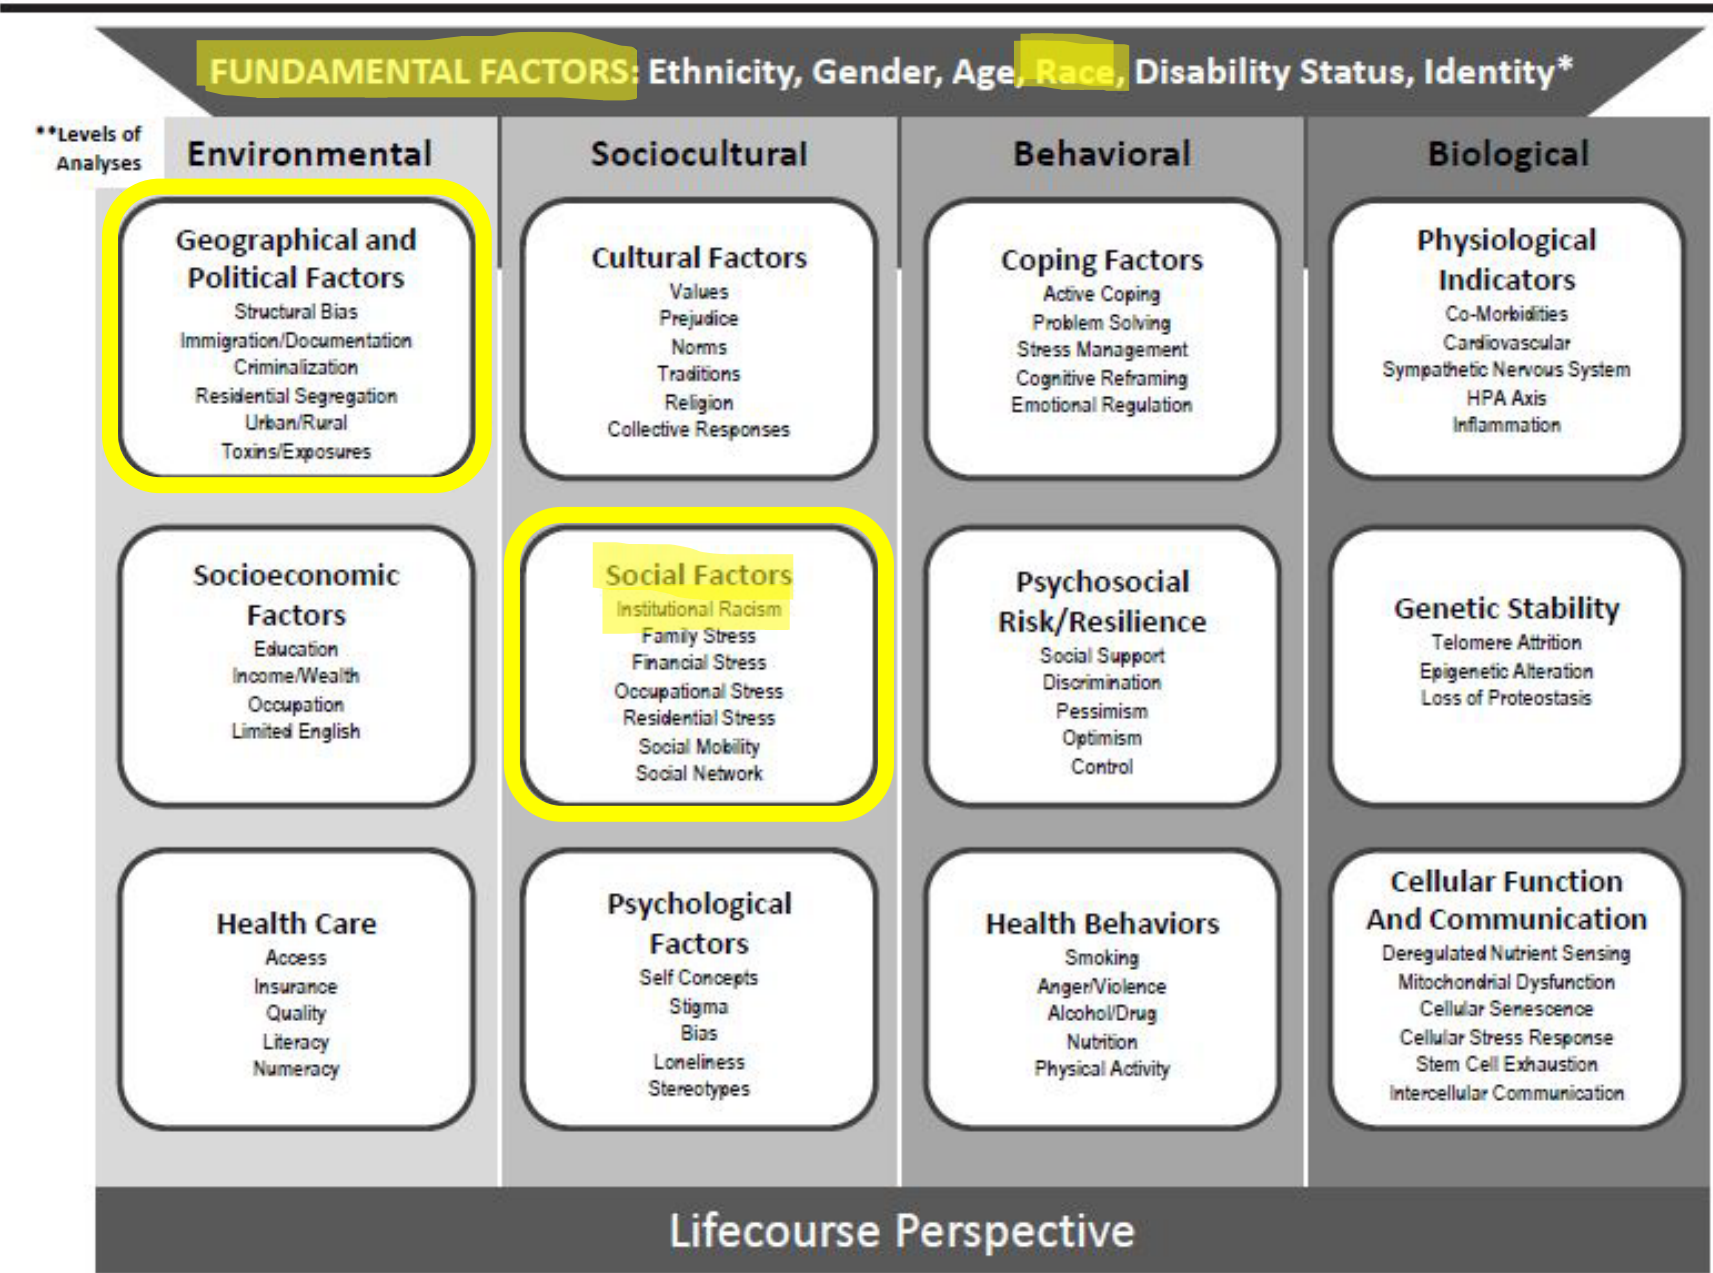 FUNDAMENTAL FACTORS: Ethnicity, Gender, Age, Race, Disability Status, Identity*
**Levels of
Analyses
Environmental
Geographical and
Political Factors
Structural Bias
Immigration/Documentation
Criminalization
Residential Segregation
Urban/Rural
Toxins/Exposures
Socioeconomic
Factors
Education
Income/Wealth
Occupation
Limited English
Health Care
Access
Insurance
Quality
Literacy
Numeracy
Sociocultural
Cultural Factors
Values
Prejudice
Norms
Traditions
Religion
Collective Responses
Social Factors
Institutional Racism
Family Stress
Financial Stress
Occupational Stress
Residential Stress
Social Mobility
Social Network
Psychological
Factors
Self Concepts
Stigma
Bias
Loneliness
Stereotypes
Behavioral
Coping Factors
Active Coping
Problem Solving
Stress Management
Cognitive Reframing
Emotional Regulation
Psychosocial
Risk/Resilience
Social Support
Discrimination
Pessimism
Optimism
Control
Health Behaviors
Smoking
Anger/Violence
Alcohol/Drug
Nutrition
Physical Activity
Biological
Physiological
Indicators
Co-Morbidities
Cardiovascular
Sympathetic Nervous System
HPA Axis
Inflammation
Genetic Stability
Telomere Attrition
Epigenetic Alteration
Loss of Proteostasis
Cellular Function
And Communication
Deregulated Nutrient Sensing
Mitochondrial Dysfunction
Cellular Senescence
Cellular Stress Response
Stem Cell Exhaustion
Intercellular Communication
Lifecourse Perspective